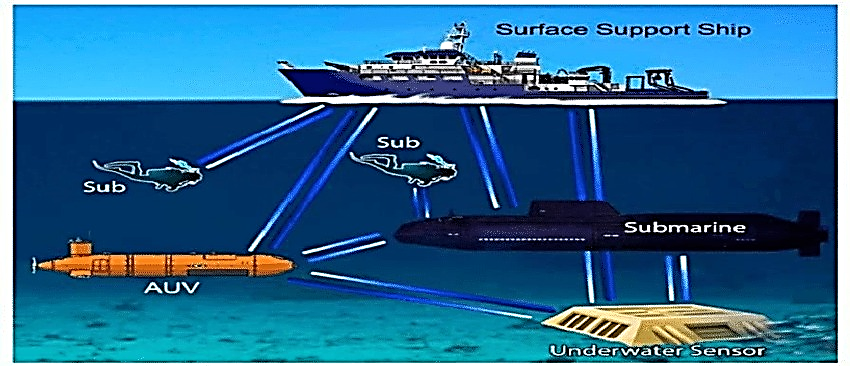 Surface Support Ship
Sub
Sub
Submarine
AUV
Underwater Sensor